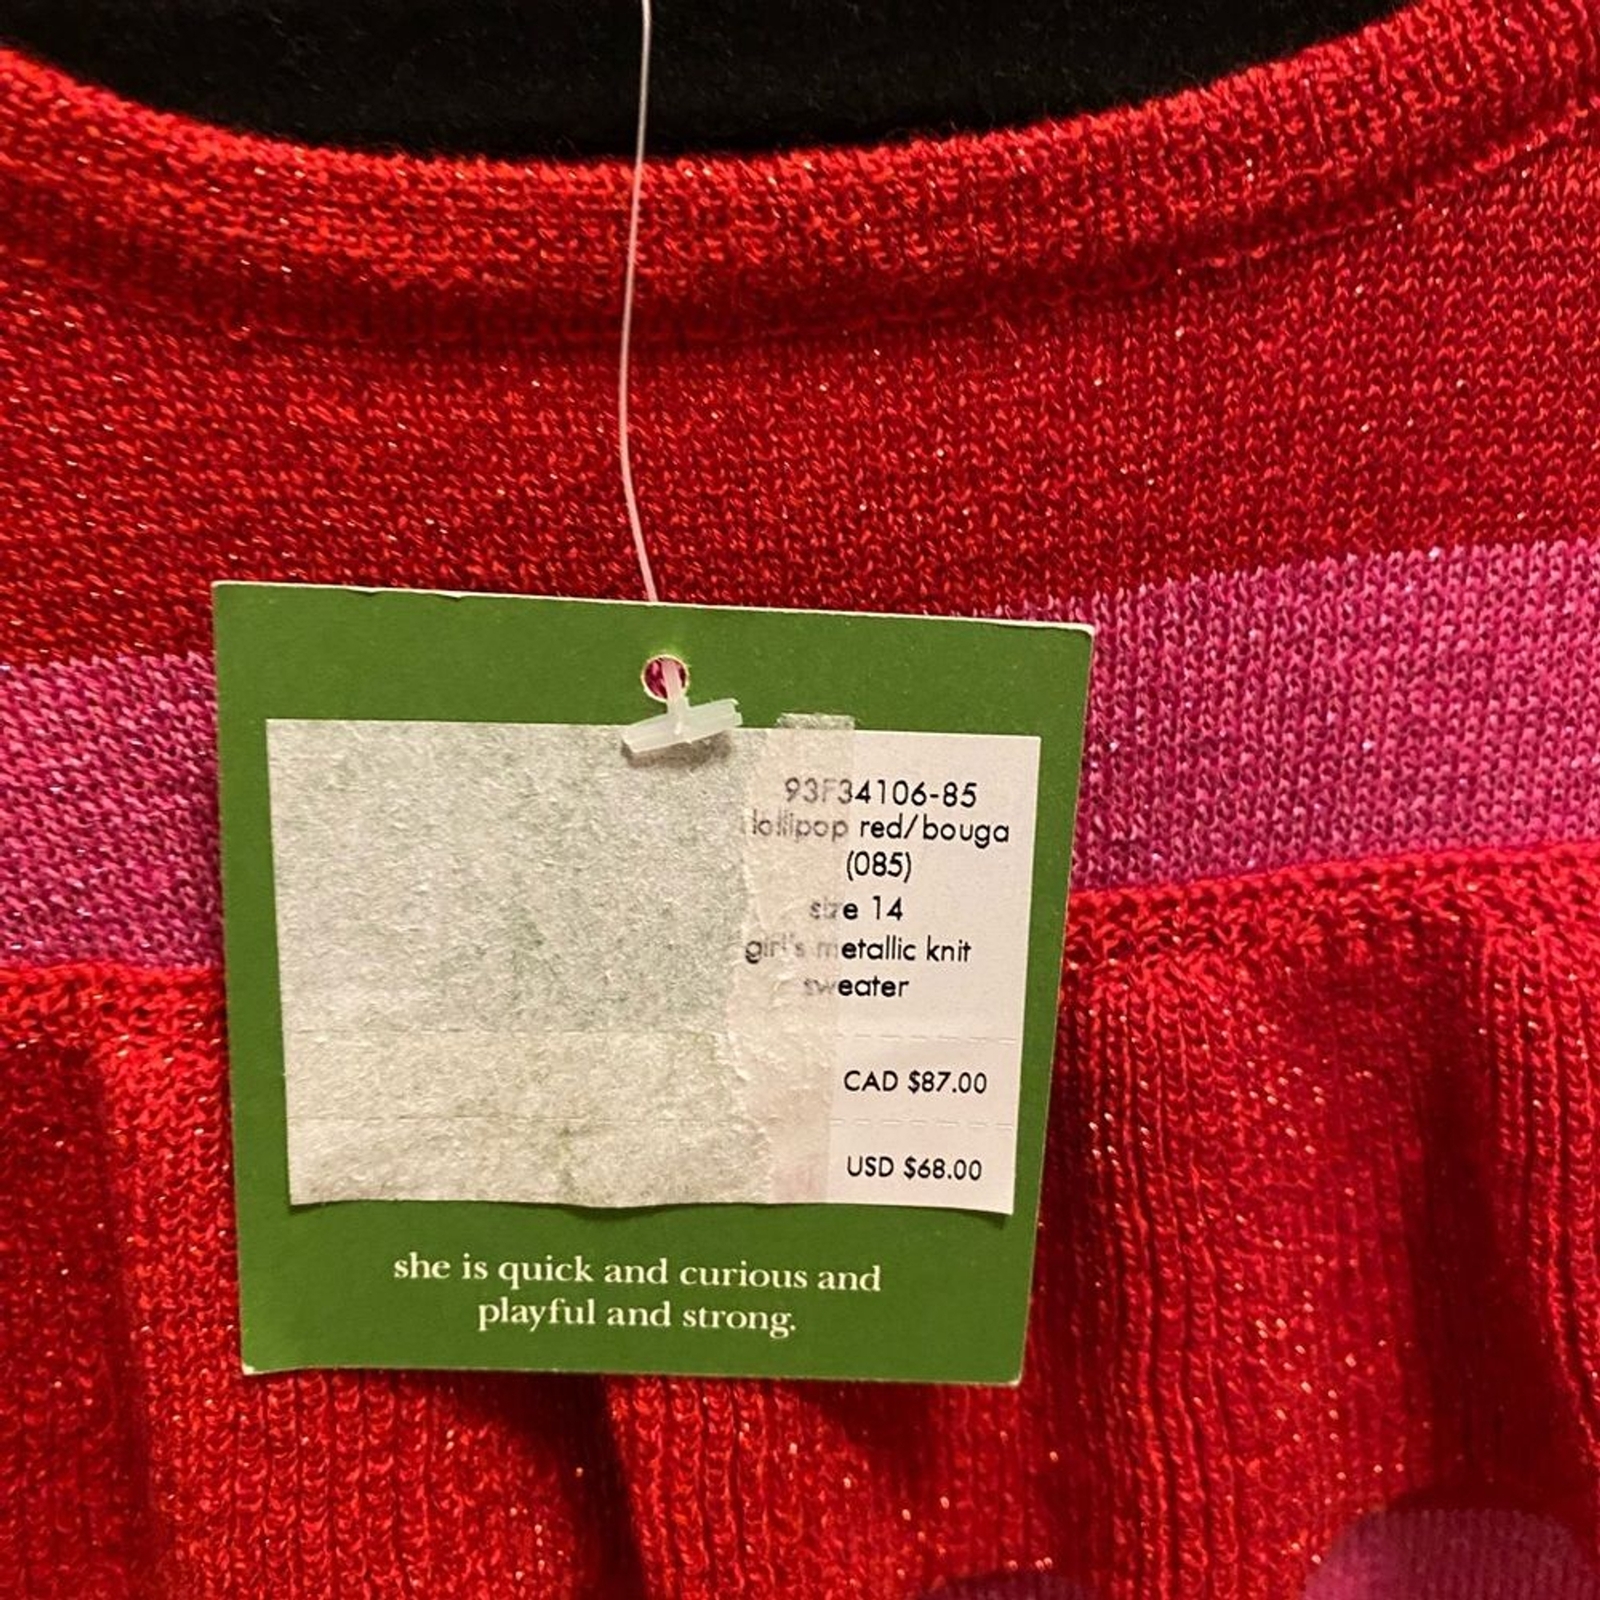 93F34106-85
lollipop red/bouga
(085)
size 14
girl's metallic knit
sweater
CAD $87.00
USD $68.00
she is quick and curious and
playful and strong.